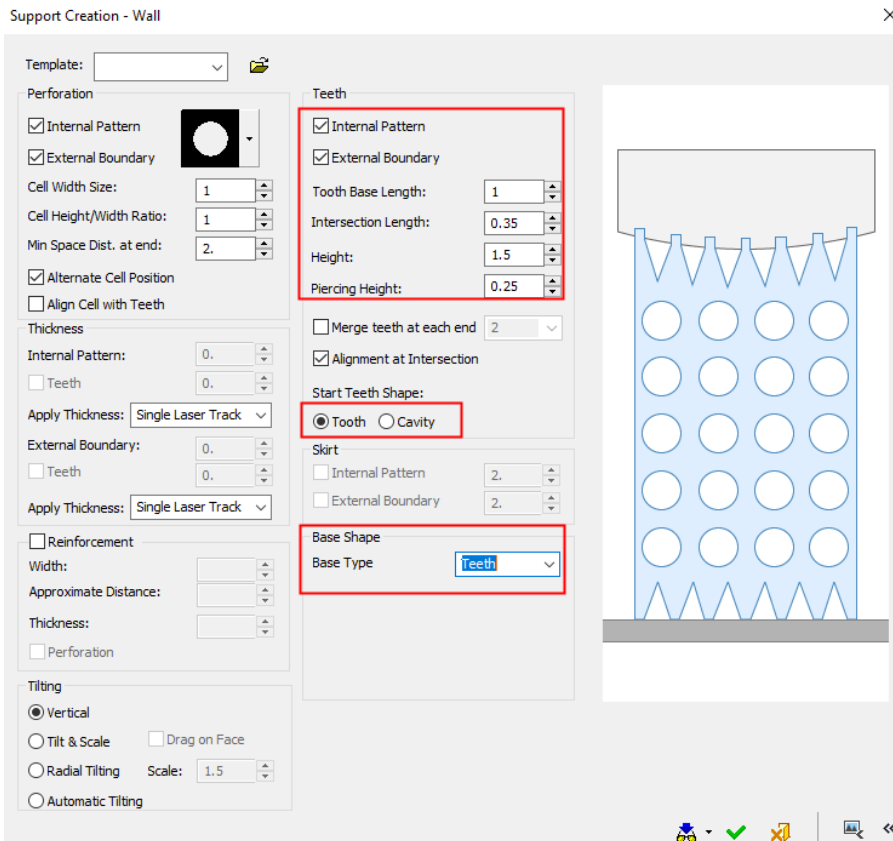 Support Creation - Wall
Template:
Perforation
Internal Pattern
External Boundary
Cell Width Size: 1
Cell Height/Width Ratio: 1
Min Space Dist. at end: 2.
Alternate Cell Position
Align Cell with Teeth
Thickness
Internal Pattern: 0.
Teeth 0.
Apply Thickness: Single Laser Track
External Boundary: 0.
Teeth 0.
Apply Thickness: Single Laser Track
Reinforcement
Width:
Approximate Distance:
Thickness:
Perforation
Tilting
Vertical
Tilt & Scale Drag on Face
Radial Tilting Scale: 1.5
Automatic Tilting
Teeth
Internal Pattern
External Boundary
Tooth Base Length: 1
Intersection Length: 0.35
Height: 1.5
Piercing Height: 0.25
Merge teeth at each end 2
Alignment at Intersection
Start Teeth Shape:
Tooth Cavity
Skirt
Internal Pattern 2.
External Boundary 2.
Base Shape
Base Type Teeth